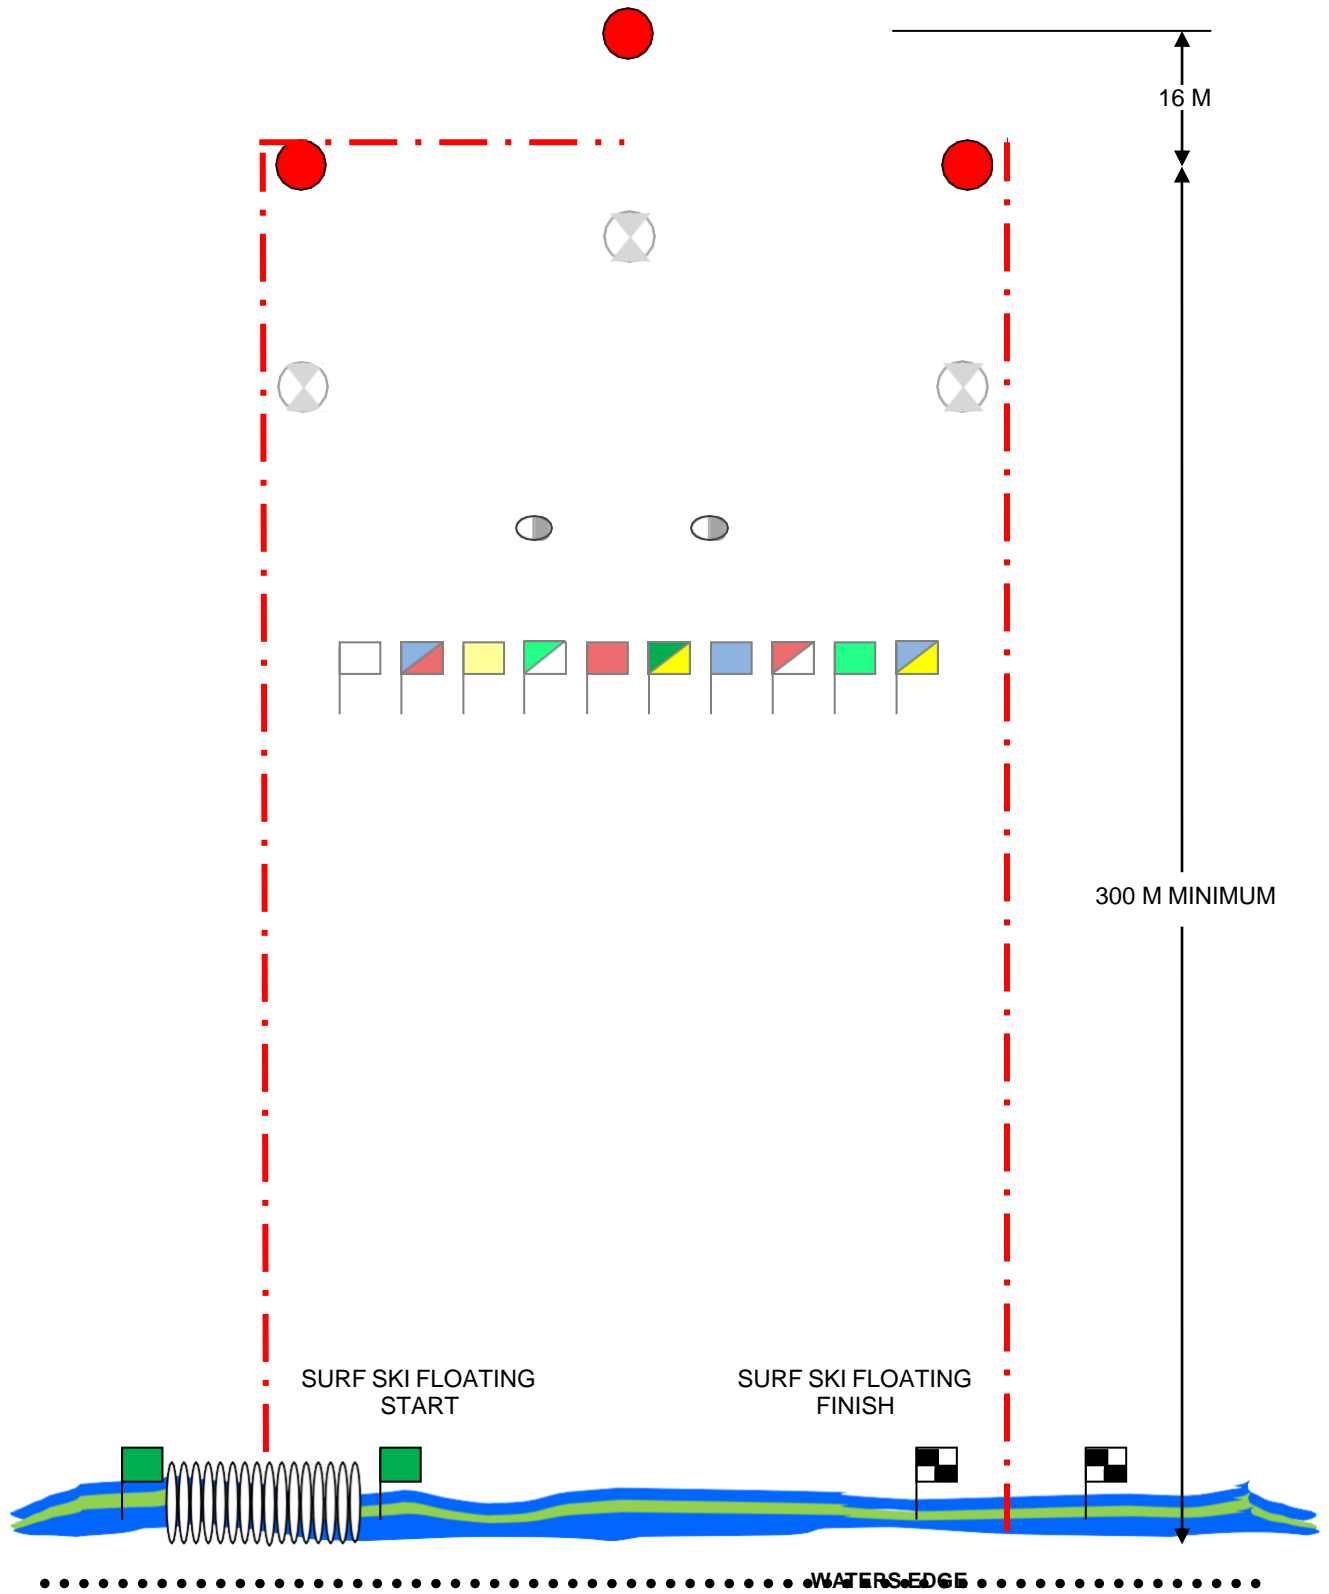 16 M
300 M MINIMUM
SURF SKI FLOATING
START
SURF SKI FLOATING
FINISH
WATERS EDGE